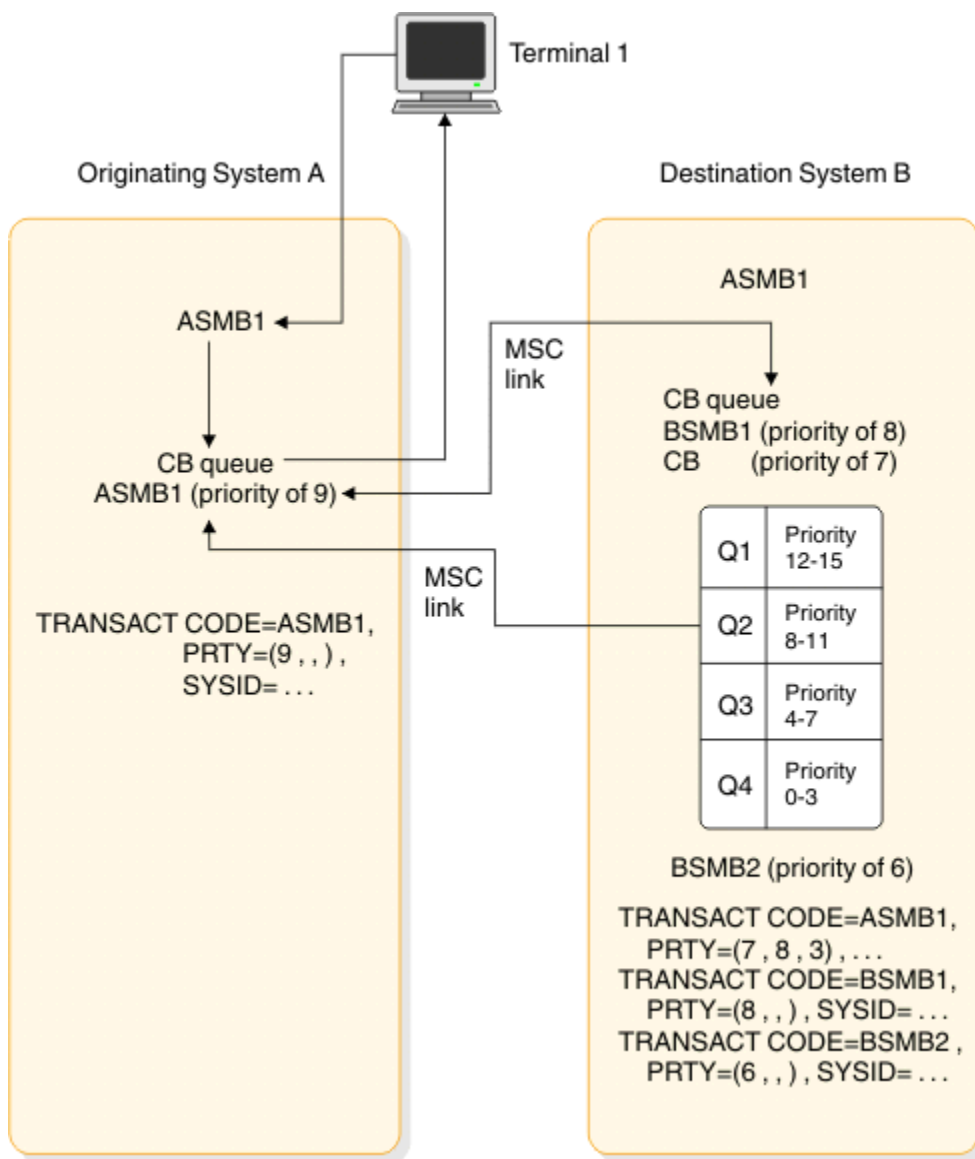 Terminal 1
Originating System A
Destination System B
ASMB1
CB queue
ASMB1 (priority of 9)
TRANSACT CODE=ASMB1,
PRTY=(9 , , ) ,
SYSID= . . .
MSC
link
MSC
link
ASMB1
CB queue
BSMB1 (priority of 8)
CB (priority of 7)
Q1 Priority
12-15
Q2 Priority
8-11
Q3 Priority
4-7
Q4 Priority
0-3
BSMB2 (priority of 6)
TRANSACT CODE=ASMB1,
PRTY=(7 , 8 , 3) , . . .
TRANSACT CODE=BSMB1,
PRTY=(8 , , ) , SYSID= . . .
TRANSACT CODE=BSMB2 ,
PRTY=(6 , , ) , SYSID= . . .